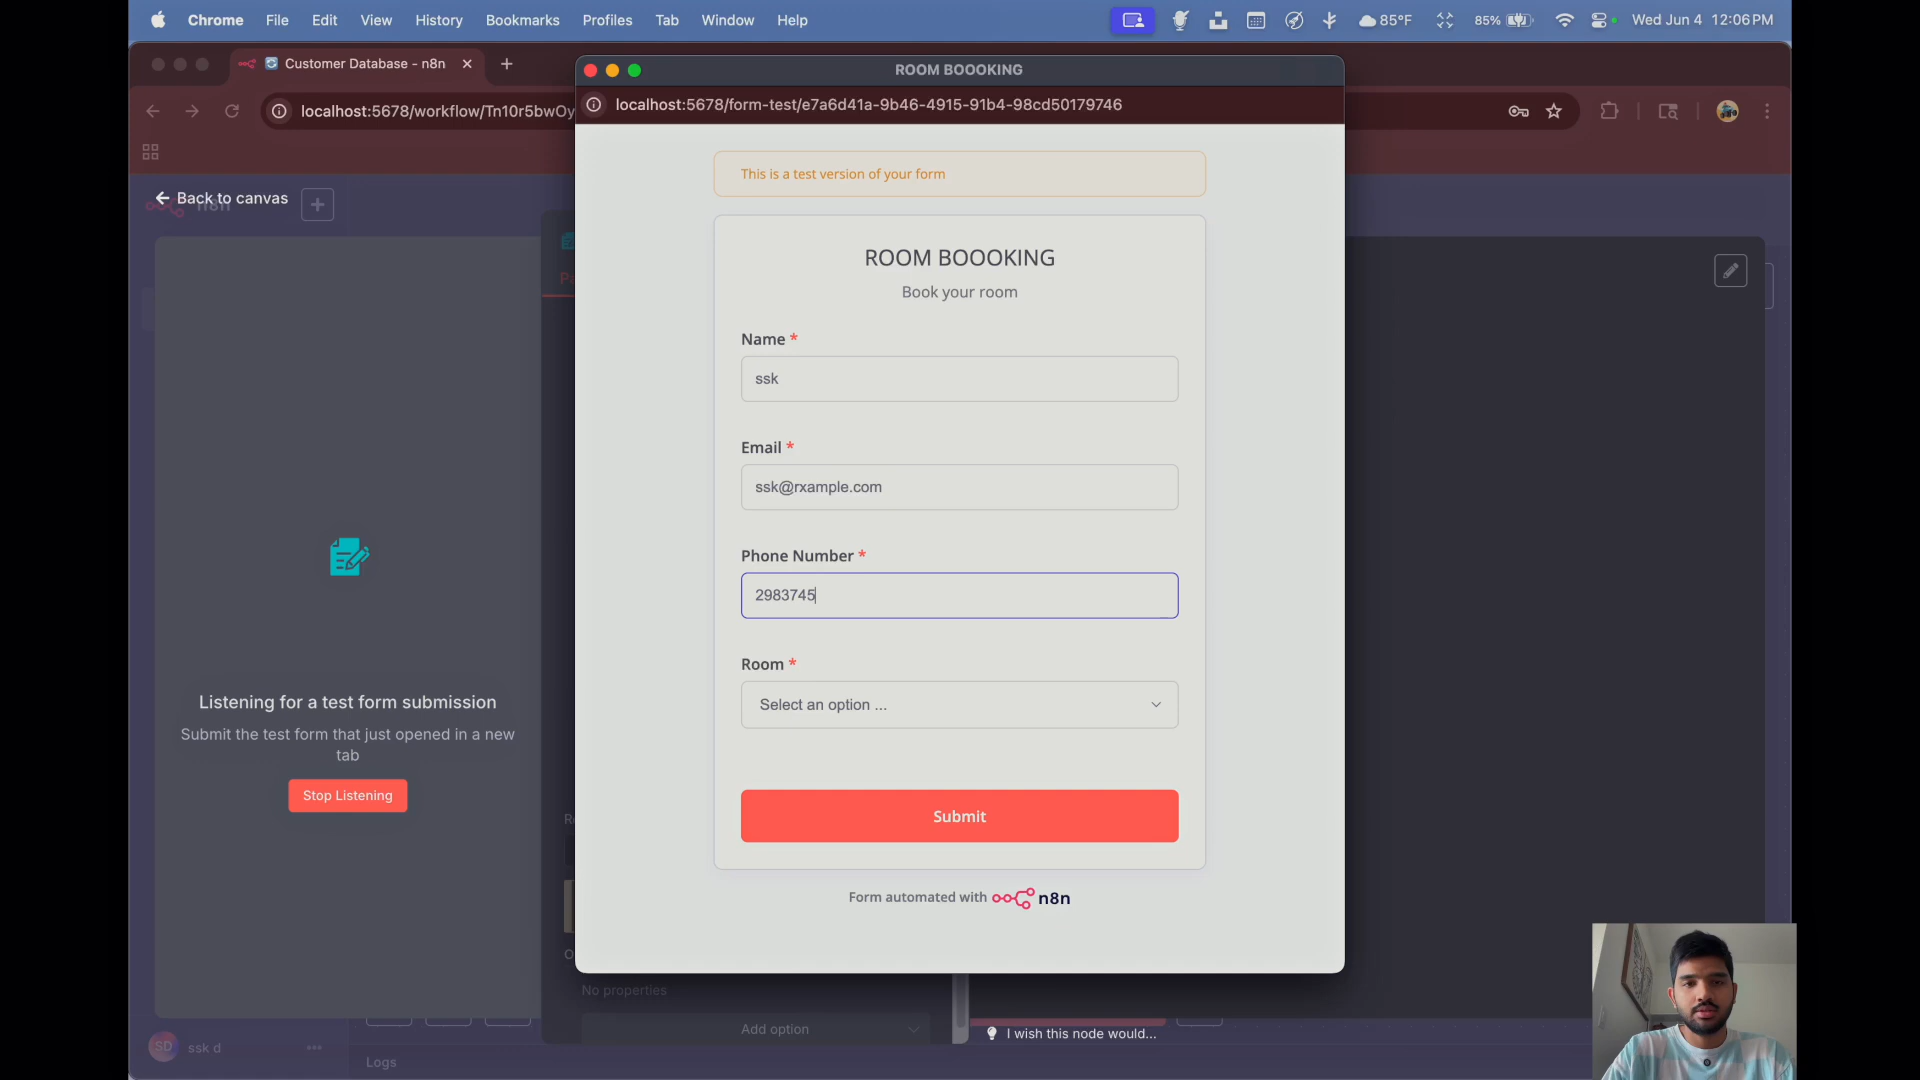 Chrome File Edit View History Bookmarks Profiles Tab Window Help 85°F 85% Wed Jun 4 12:06 PM
Customer Database - n8n
ROOM BOOOKING
localhost:5678/workflow/Tn10r5bwOy
localhost:5678/form-test/e7a6d41a-9b46-4915-91b4-98cd50179746
Back to canvas
n8n
This is a test version of your form
ROOM BOOOKING
Book your room
Name *
ssk
Email *
ssk@rxample.com
Phone Number *
2983745
Room *
Select an option ...
Submit
Form automated with n8n
Listening for a test form submission
Submit the test form that just opened in a new
tab
Stop Listening
No properties
Add option
I wish this node would...
SD ssk d
Logs